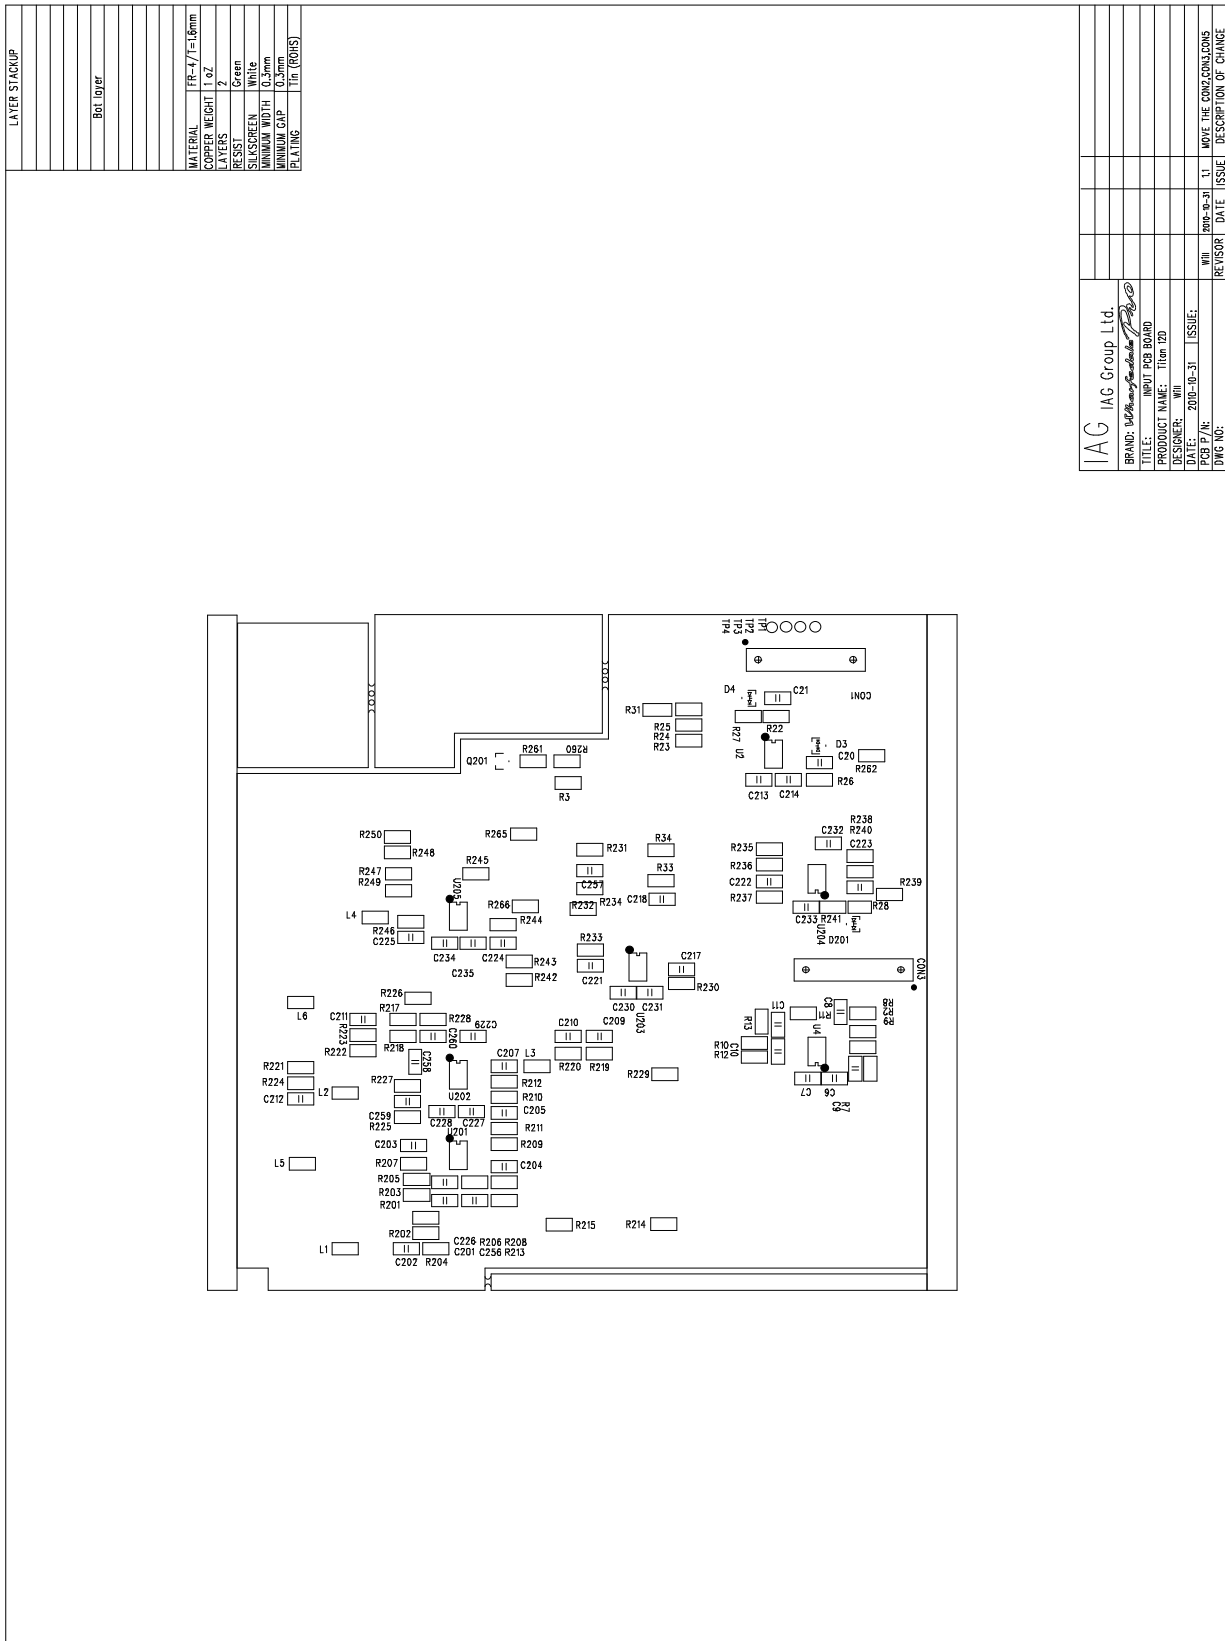 LAYER STACKUP
Bot layer
MATERIAL FR-4/T=1.6mm
COPPER WEIGHT 1 oZ
LAYERS 2
RESIST Green
SILKSCREEN White
MINIMUM WIDTH 0.3mm
MINIMUM GAP 0.3mm
PLATING Tin (ROHS)
IAG IAG Group Ltd.
BRAND: Wharfedale Pro
TITLE: INPUT PCB BOARD
PRODUCT NAME: Titan 12D
DESIGNER: Will
DATE: 2010-10-31 ISSUE:
PCB P/N:
DWG NO:
Will 2010-10-31 1.1 MOVE THE CON2,CON3,CON5
REVISOR DATE ISSUE DESCRIPTION OF CHANGE
TP4 TP3 TP2 TP1
CON1
D4 C21
R31
R25
R24
R23
R27 U2 R22
D3
C20
R262
R26
C213 C214
Q201 R261 R260
R3
R250
R248
R247
R249
R245
R265
R231
C257
R234
R232
R34
R33
C218
R235
R236
C222
R237
R238
R240
C232
C223
R239
R28
C233 R241
U204 D201
L4
R246
C225
U205
R266
R244
C234
C235
C224
R243
R242
R233
C221
C217
R230
C230 C231
U203
CON3
L6
R226
C211
R217
R228
C229
R223
R222
R218
C260
C258
R221
R224
C212
L2
R227
C259
R225
U202
C228 C227
U201
C207 L3
R212
R210
C205
R211
R209
C204
C210 C209
R220 R219
R229
C11
R13
R10
R12
C10
R11
U4
C8
R9
C7 C6
C9
R7
C203
R207
L5
R205
R203
R201
R202
L1
C202 R204
C226 R206 R208
C201 C256 R213
R215
R214